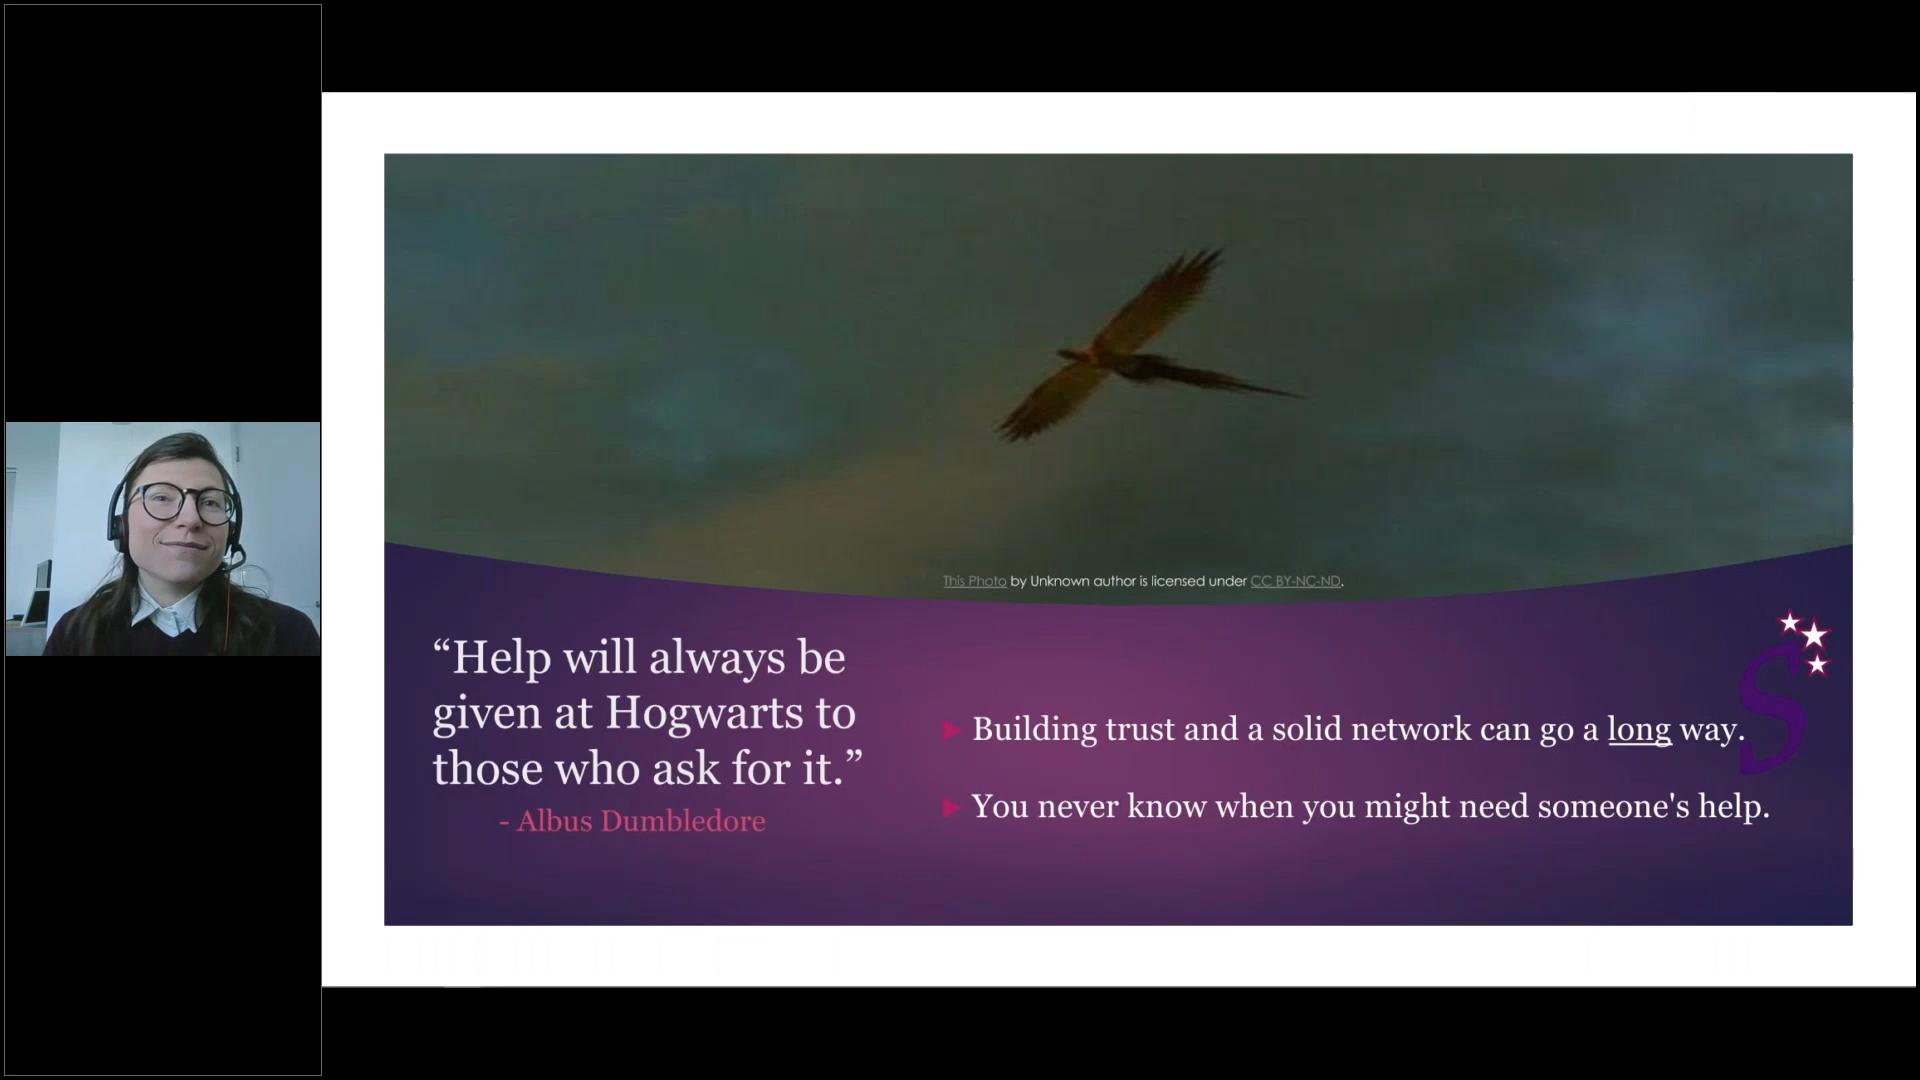 This Photo by Unknown author is licensed under CC BY-NC-ND.
“Help will always be
given at Hogwarts to
those who ask for it.”
- Albus Dumbledore
Building trust and a solid network can go a long way.
You never know when you might need someone's help.
S